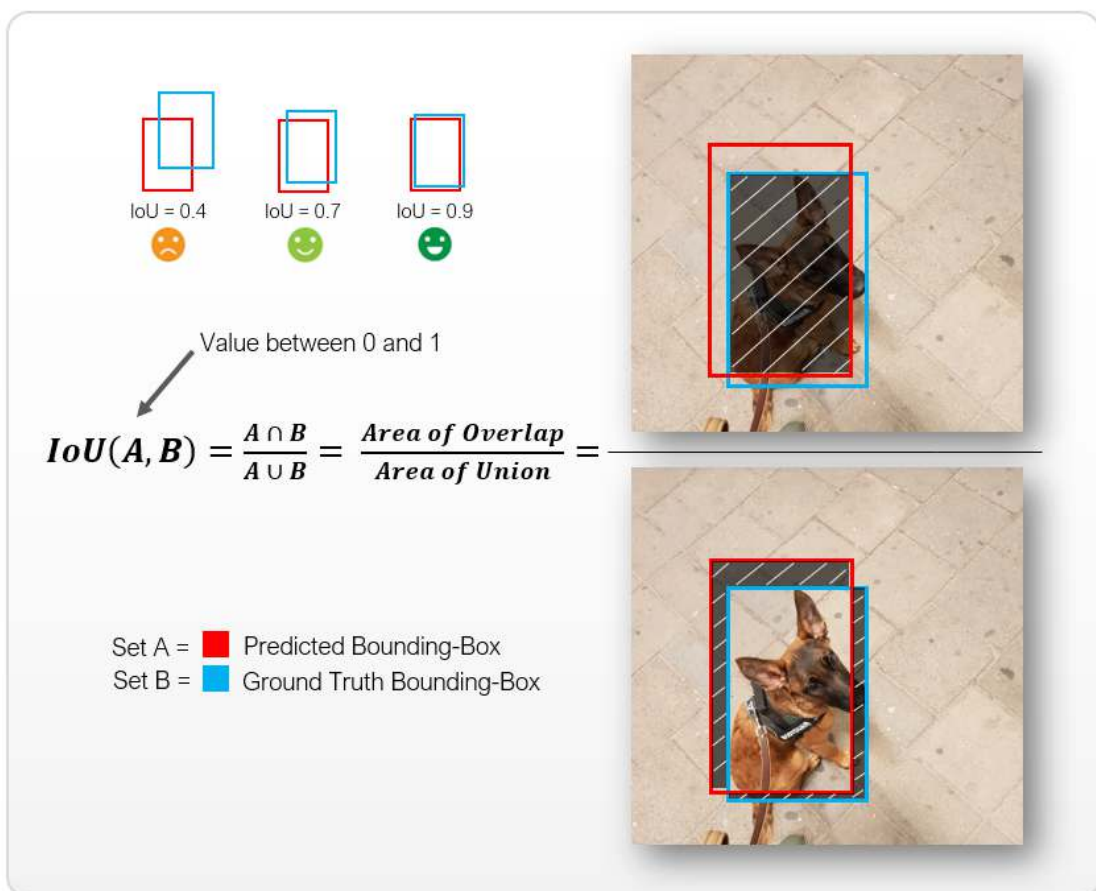 IoU = 0.4 IoU = 0.7 IoU = 0.9
Value between 0 and 1
IoU(A, B) = A ∩ B / A ∪ B = Area of Overlap / Area of Union =
Set A = Predicted Bounding-Box
Set B = Ground Truth Bounding-Box